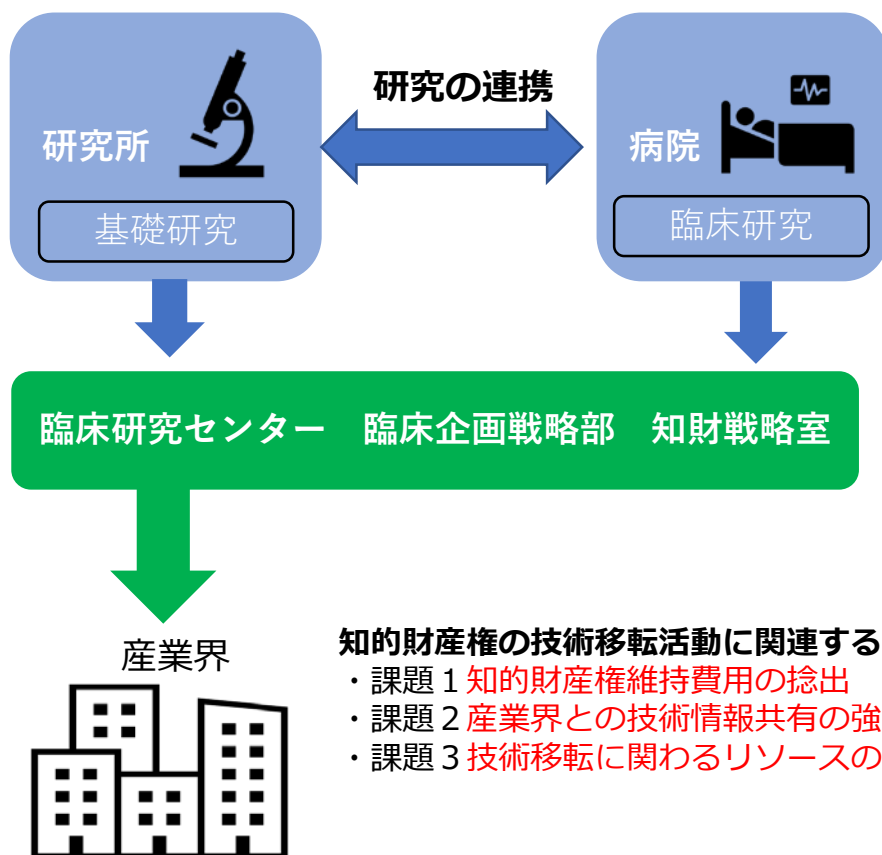 研究の連携
研究所
病院
基礎研究
臨床研究
臨床研究センター　臨床企画戦略部　知財戦略室
産業界
知的財産権の技術移転活動に関連する
・課題１知的財産権維持費用の捻出
・課題２産業界との技術情報共有の強
・課題３技術移転に関わるリソースの